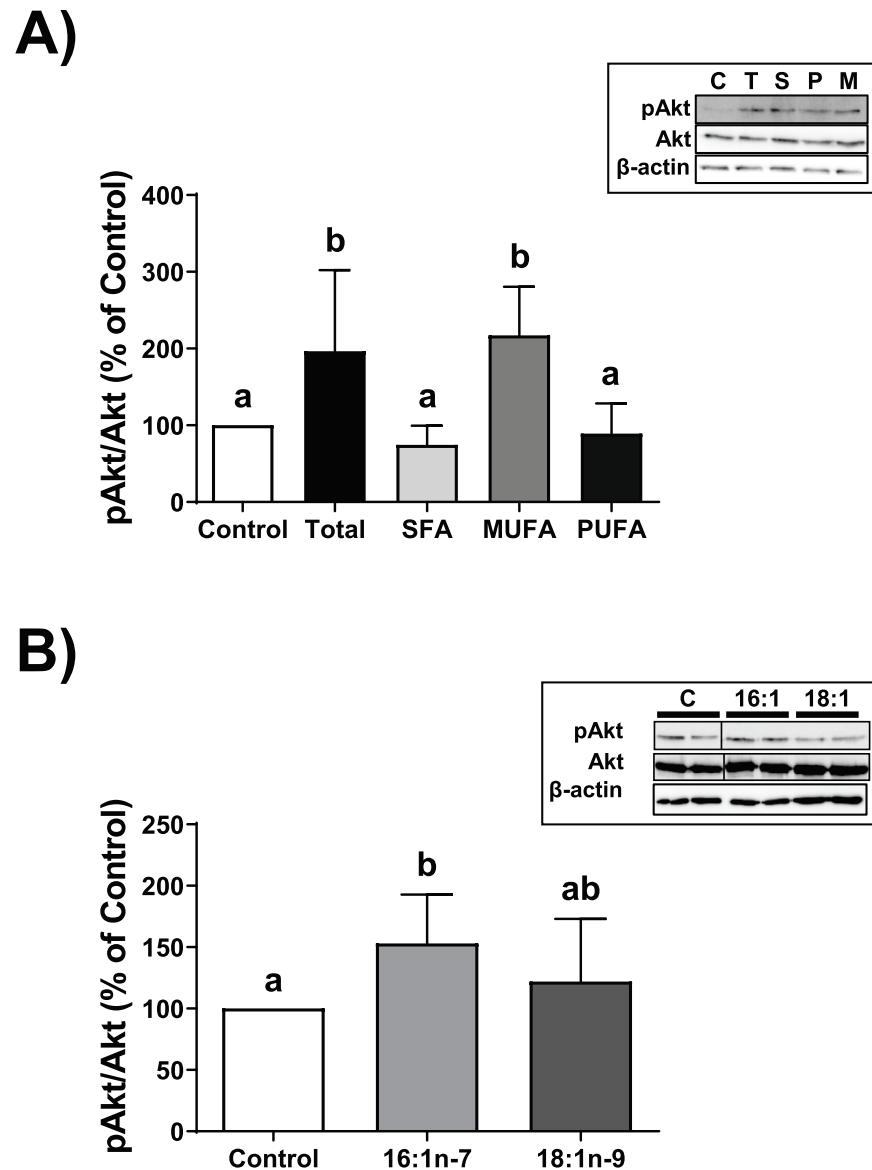 A)
C T S P M
pAkt
Akt
β-actin
pAkt/Akt (% of Control)
400
300
200
100
0
a
b
a
b
a
Control Total SFA MUFA PUFA
B)
C 16:1 18:1
pAkt
Akt
β-actin
pAkt/Akt (% of Control)
250
200
150
100
50
0
a
b
ab
Control 16:1n-7 18:1n-9